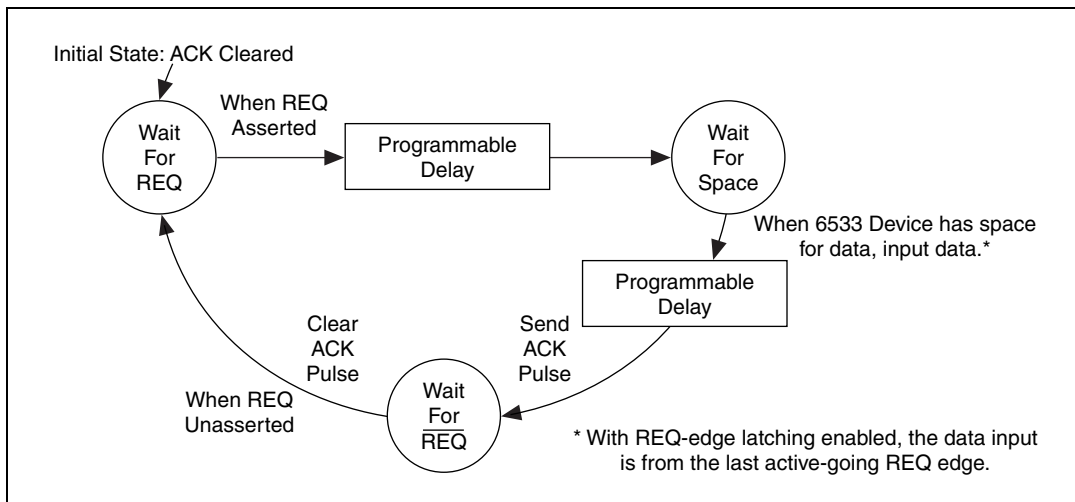 Initial State: ACK Cleared
Wait
For
REQ
When REQ
Asserted
Programmable
Delay
Wait
For
Space
When 6533 Device has space
for data, input data.*
Programmable
Delay
Send
ACK
Pulse
Wait
For
REQ
Clear
ACK
Pulse
When REQ
Unasserted
* With REQ-edge latching enabled, the data input
is from the last active-going REQ edge.